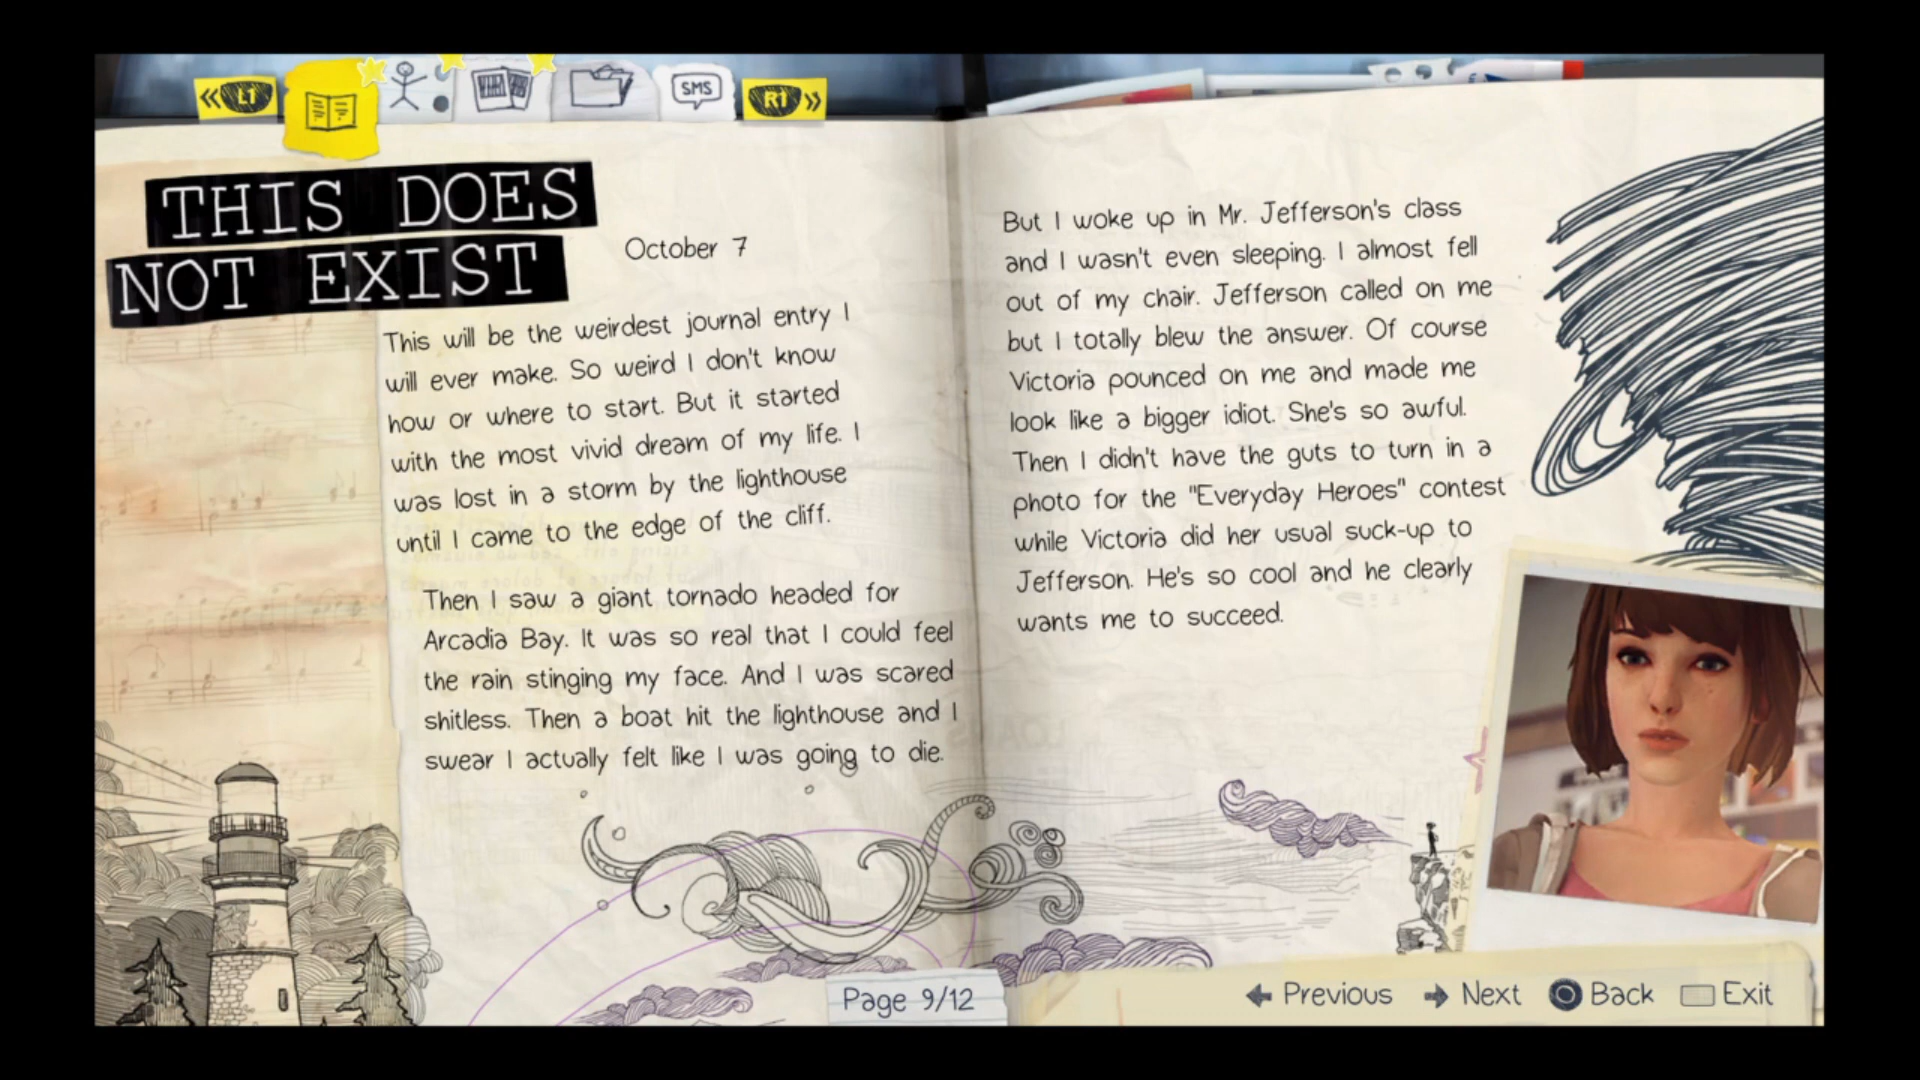 L1
SMS
R1
THIS DOES
NOT EXIST
October 7
This will be the weirdest journal entry I
will ever make. So weird I don't know
how or where to start. But it started
with the most vivid dream of my life. I
was lost in a storm by the lighthouse
until I came to the edge of the cliff.
Then I saw a giant tornado headed for
Arcadia Bay. It was so real that I could feel
the rain stinging my face. And I was scared
shitless. Then a boat hit the lighthouse and I
swear I actually felt like I was going to die.
But I woke up in Mr. Jefferson's class
and I wasn't even sleeping. I almost fell
out of my chair. Jefferson called on me
but I totally blew the answer. Of course
Victoria pounced on me and made me
look like a bigger idiot. She's so awful.
Then I didn't have the guts to turn in a
photo for the "Everyday Heroes" contest
while Victoria did her usual suck-up to
Jefferson. He's so cool and he clearly
wants me to succeed.
Page 9/12
Previous Next Back Exit